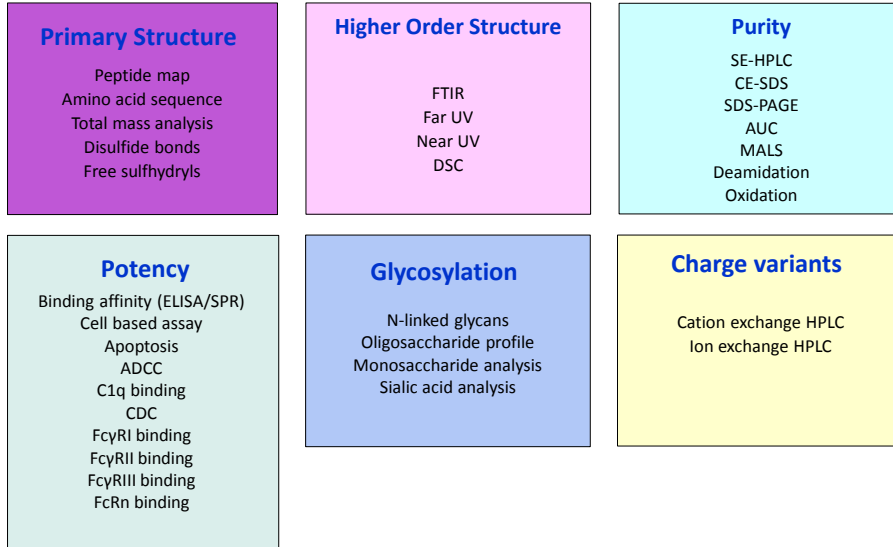 Primary Structure
Peptide map
Amino acid sequence
Total mass analysis
Disulfide bonds
Free sulfhydryls
Higher Order Structure
FTIR
Far UV
Near UV
DSC
Purity
SE-HPLC
CE-SDS
SDS-PAGE
AUC
MALS
Deamidation
Oxidation
Potency
Binding affinity (ELISA/SPR)
Cell based assay
Apoptosis
ADCC
C1q binding
CDC
FcγRI binding
FcγRII binding
FcγRIII binding
FcRn binding
Glycosylation
N-linked glycans
Oligosaccharide profile
Monosaccharide analysis
Sialic acid analysis
Charge variants
Cation exchange HPLC
Ion exchange HPLC